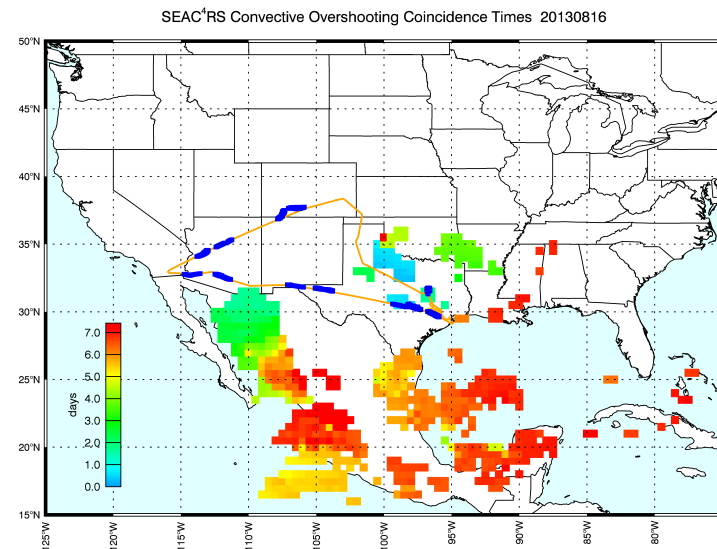 SEAC⁴RS Convective Overshooting Coincidence Times 20130816
50°N
45°N
40°N
35°N
30°N
25°N
20°N
15°N
7.0
6.0
5.0
4.0
3.0
2.0
1.0
0.0
days
125°W
120°W
115°W
110°W
105°W
100°W
95°W
90°W
85°W
80°W